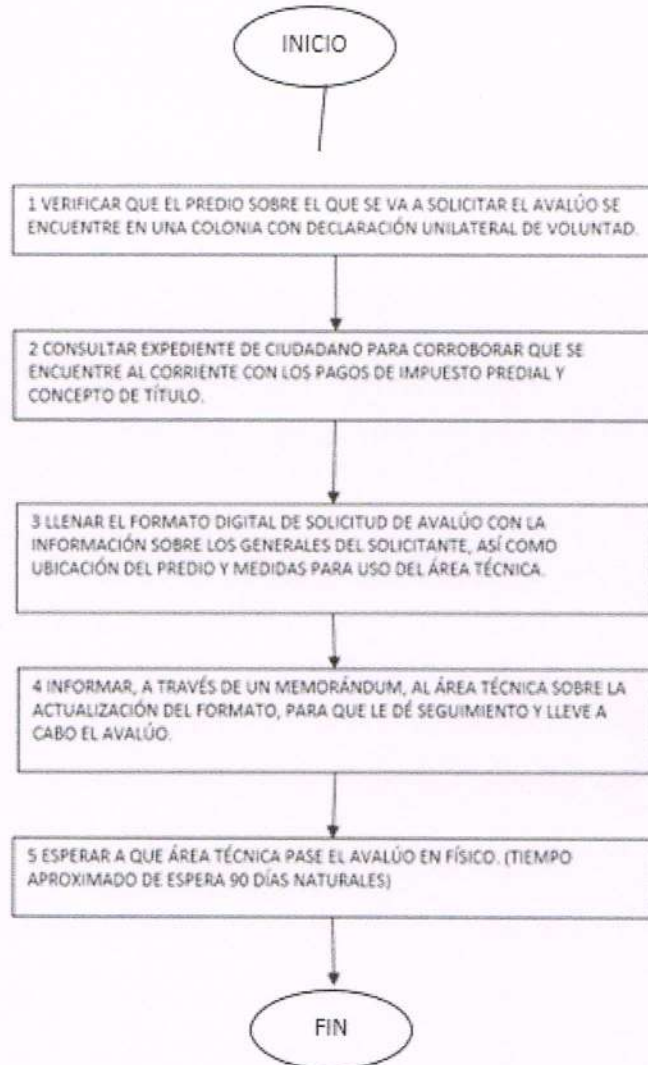 INICIO
1 VERIFICAR QUE EL PREDIO SOBRE EL QUE SE VA A SOLICITAR EL AVALÚO SE
ENCUENTRE EN UNA COLONIA CON DECLARACIÓN UNILATERAL DE VOLUNTAD.
2 CONSULTAR EXPEDIENTE DE CIUDADANO PARA CORROBORAR QUE SE
ENCUENTRE AL CORRIENTE CON LOS PAGOS DE IMPUESTO PREDIAL Y
CONCEPTO DE TÍTULO.
3 LLENAR EL FORMATO DIGITAL DE SOLICITUD DE AVALÚO CON LA
INFORMACIÓN SOBRE LOS GENERALES DEL SOLICITANTE, ASÍ COMO
UBICACIÓN DEL PREDIO Y MEDIDAS PARA USO DEL ÁREA TÉCNICA.
4 INFORMAR, A TRAVÉS DE UN MEMORÁNDUM, AL ÁREA TÉCNICA SOBRE LA
ACTUALIZACIÓN DEL FORMATO, PARA QUE LE DÉ SEGUIMIENTO Y LLEVE A
CABO EL AVALÚO.
5 ESPERAR A QUE ÁREA TÉCNICA PASE EL AVALÚO EN FÍSICO. (TIEMPO
APROXIMADO DE ESPERA 90 DÍAS NATURALES)
FIN